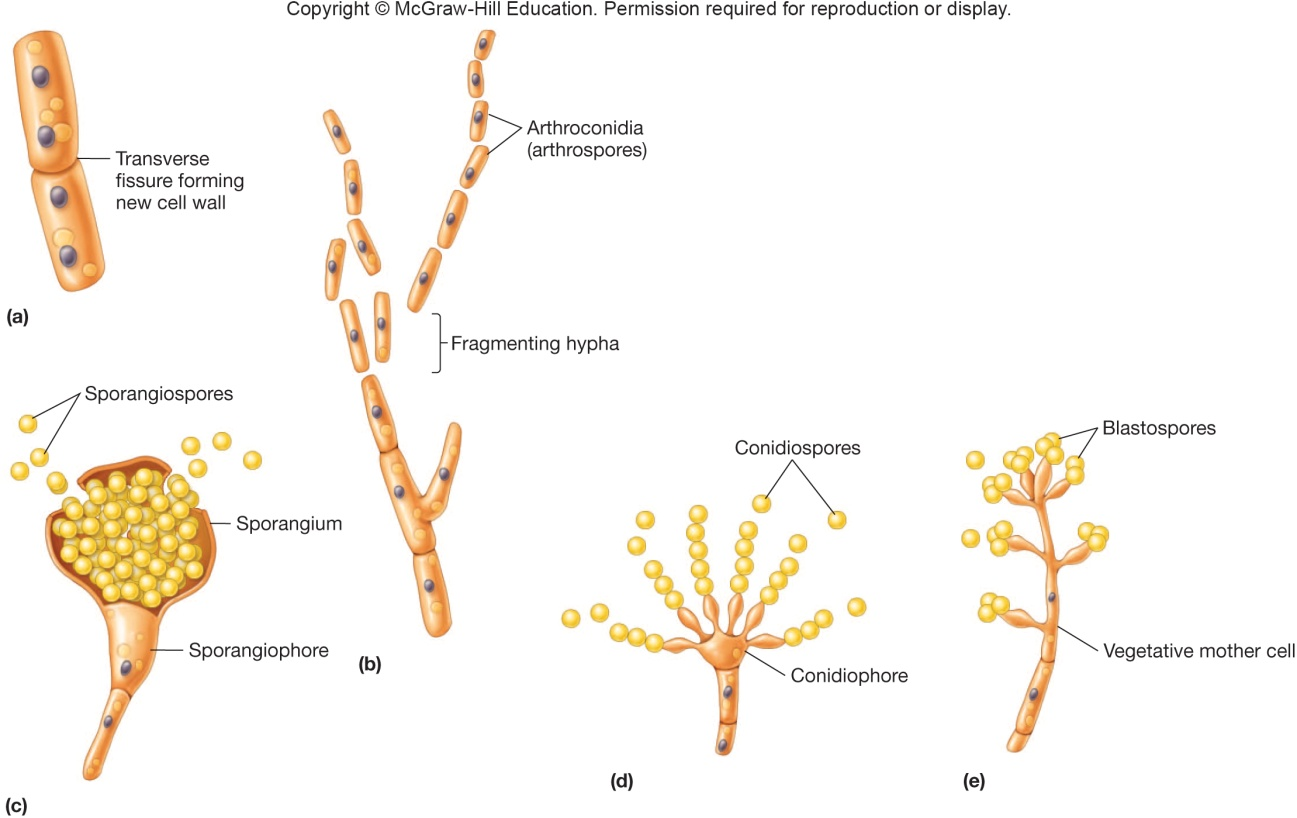 Copyright © McGraw-Hill Education. Permission required for reproduction or display.
Transverse
fissure forming
new cell wall
(a)
Arthroconidia
(arthrospores)
Fragmenting hypha
(b)
Sporangiospores
Sporangium
Sporangiophore
(c)
Conidiospores
Conidiophore
(d)
Blastospores
Vegetative mother cell
(e)